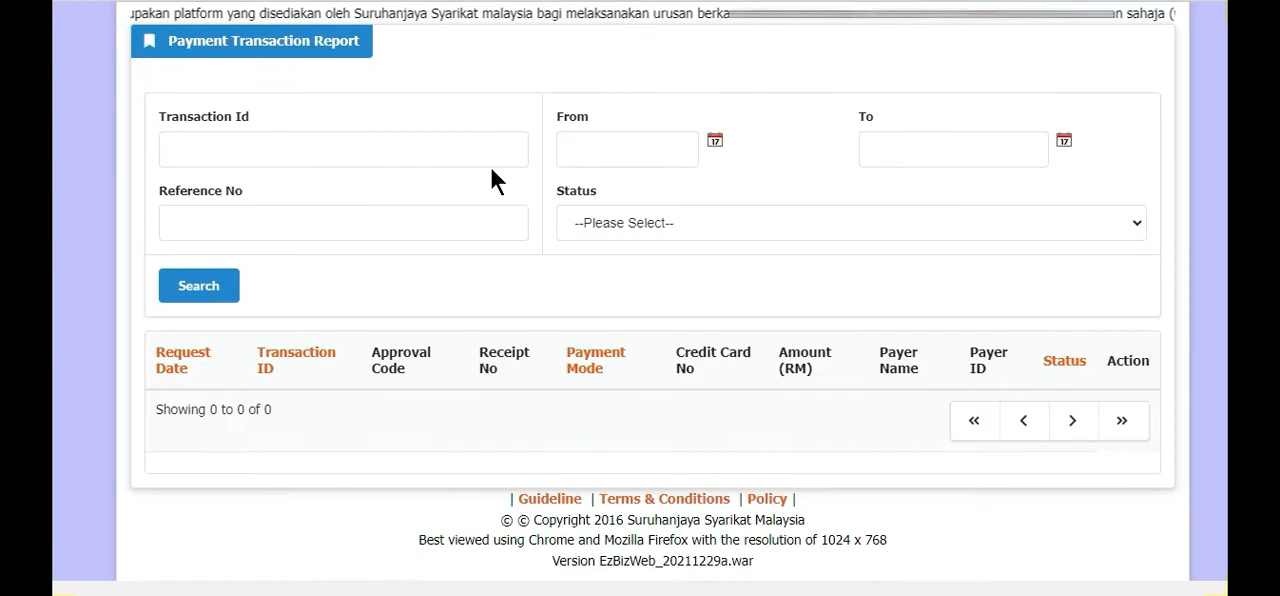 upakan platform yang disediakan oleh Suruhanjaya Syarikat malaysia bagi melaksanakan urusan berka n sahaja (
Payment Transaction Report
Transaction Id
From
To
17
17
Reference No
Status
--Please Select--
Search
Request Date
Transaction ID
Approval Code
Receipt No
Payment Mode
Credit Card No
Amount (RM)
Payer Name
Payer ID
Status
Action
Showing 0 to 0 of 0
« ‹ › »
| Guideline | Terms & Conditions | Policy |
© © Copyright 2016 Suruhanjaya Syarikat Malaysia
Best viewed using Chrome and Mozilla Firefox with the resolution of 1024 x 768
Version EzBizWeb_20211229a.war